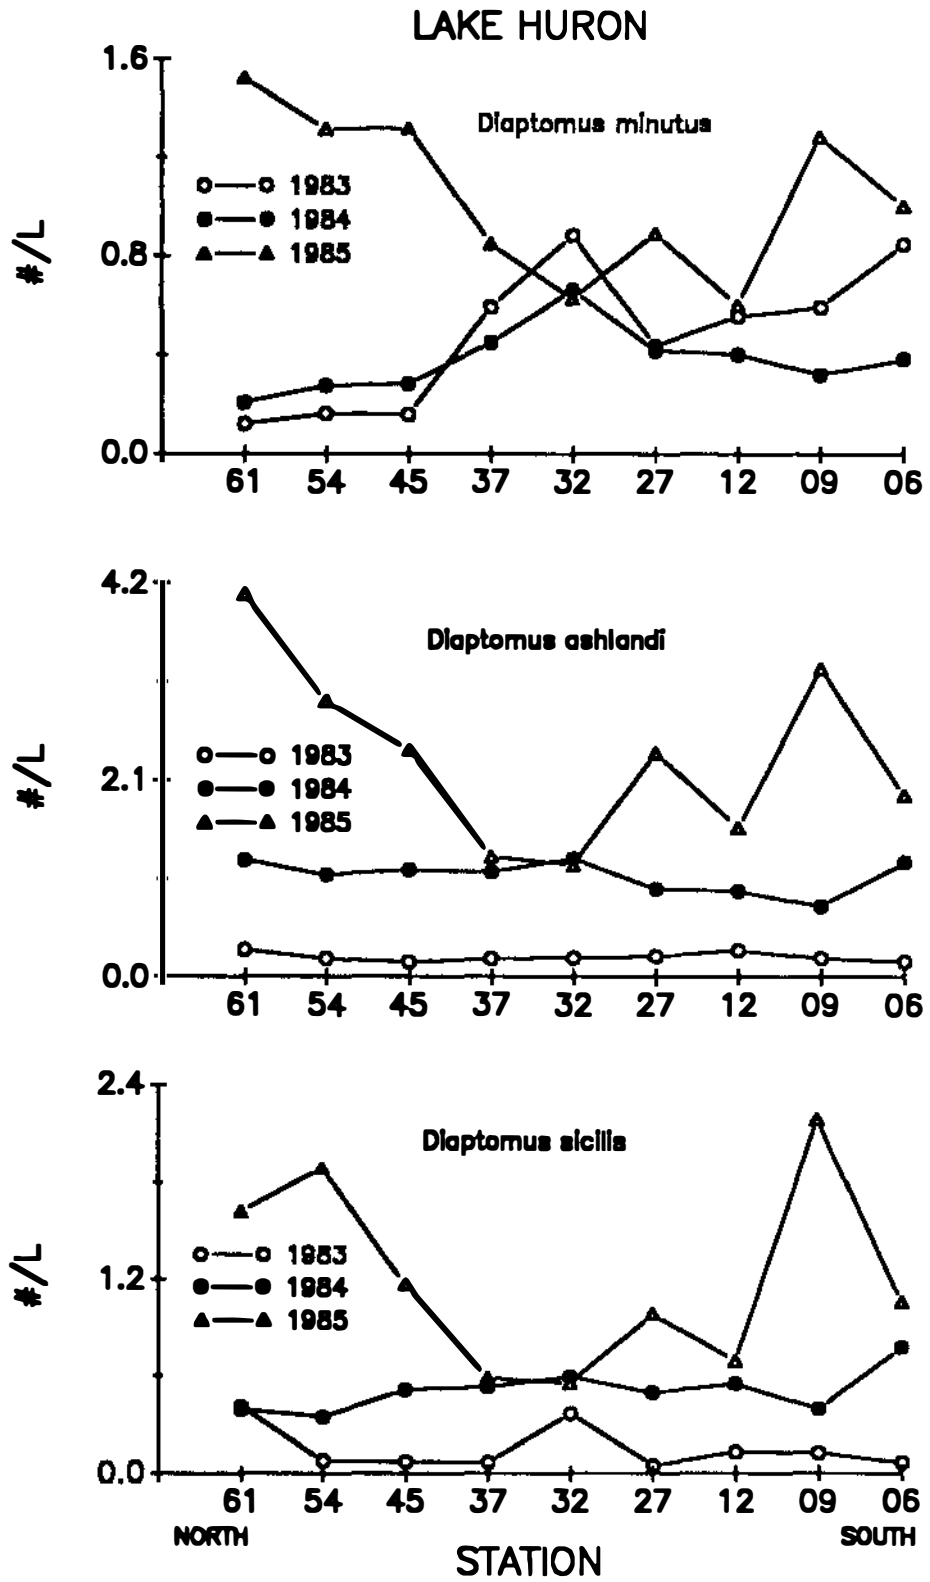 LAKE HURON
1.6
Diaptomus minutus
1983
1984
#/L
0.8
1985
0.0
61 54 45 37 32 27 12 09 06
4.2
Diaptomus ashlandi
1983
#/L
2.1
1984
1985
0.0
61 54 45 37 32 27 12 09 06
2.4
Diaptomus sicilis
1983
#/L
1.2
1984
1985
0.0
61 54 45 37 32 27 12 09 06
NORTH SOUTH
STATION